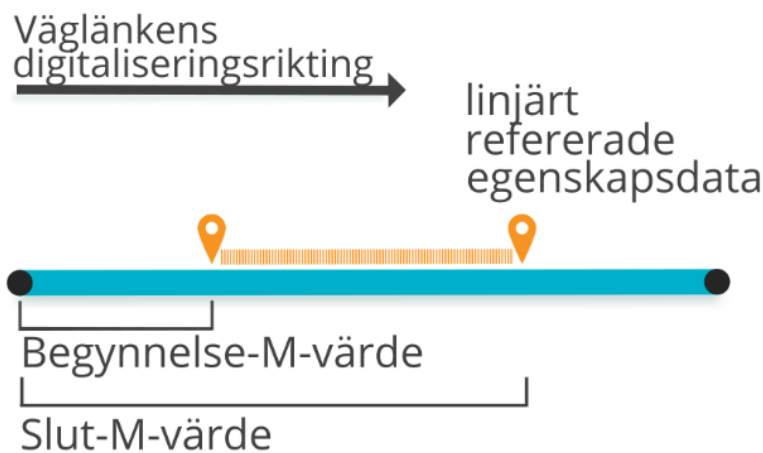 Väglänkens
digitaliseringsrikting
linjärt
refererade
egenskapsdata
Begynnelse-M-värde
Slut-M-värde